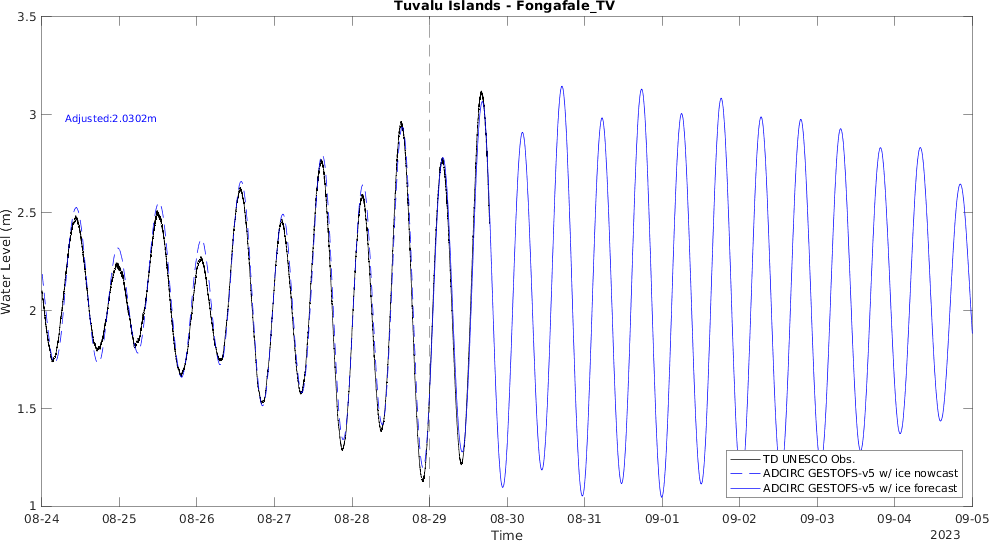 Tuvalu Islands - Fongafale_TV
3.5
3
2.5
2
1.5
1
Water Level (m)
Adjusted:2.0302m
TD UNESCO Obs.
ADCIRC GESTOFS-v5 w/ ice nowcast
ADCIRC GESTOFS-v5 w/ ice forecast
08-24 08-25 08-26 08-27 08-28 08-29 08-30 08-31 09-01 09-02 09-03 09-04 09-05
Time
2023